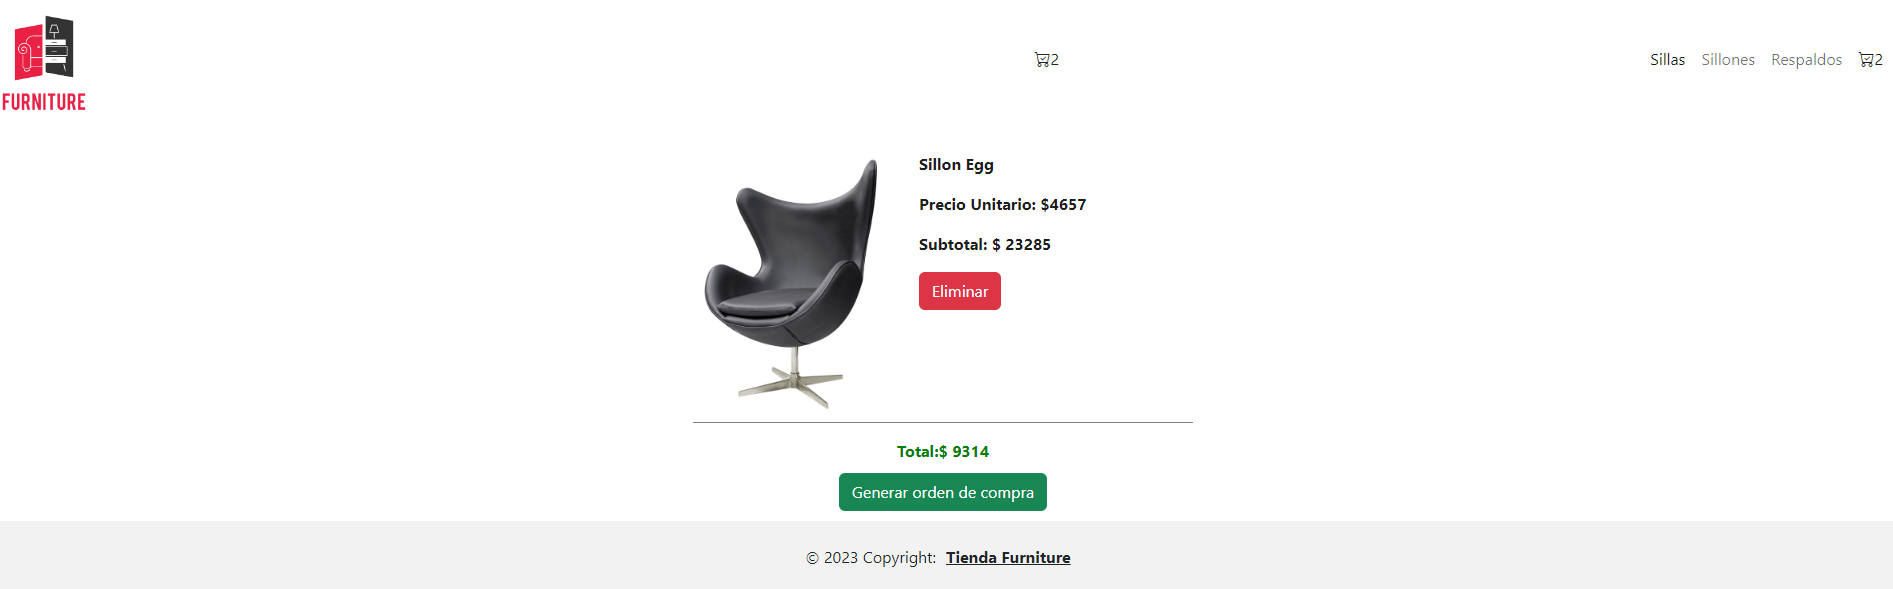 FURNITURE
2
Sillas Sillones Respaldos 2
Sillon Egg
Precio Unitario: $4657
Subtotal: $ 23285
Eliminar
Total:$ 9314
Generar orden de compra
© 2023 Copyright: Tienda Furniture